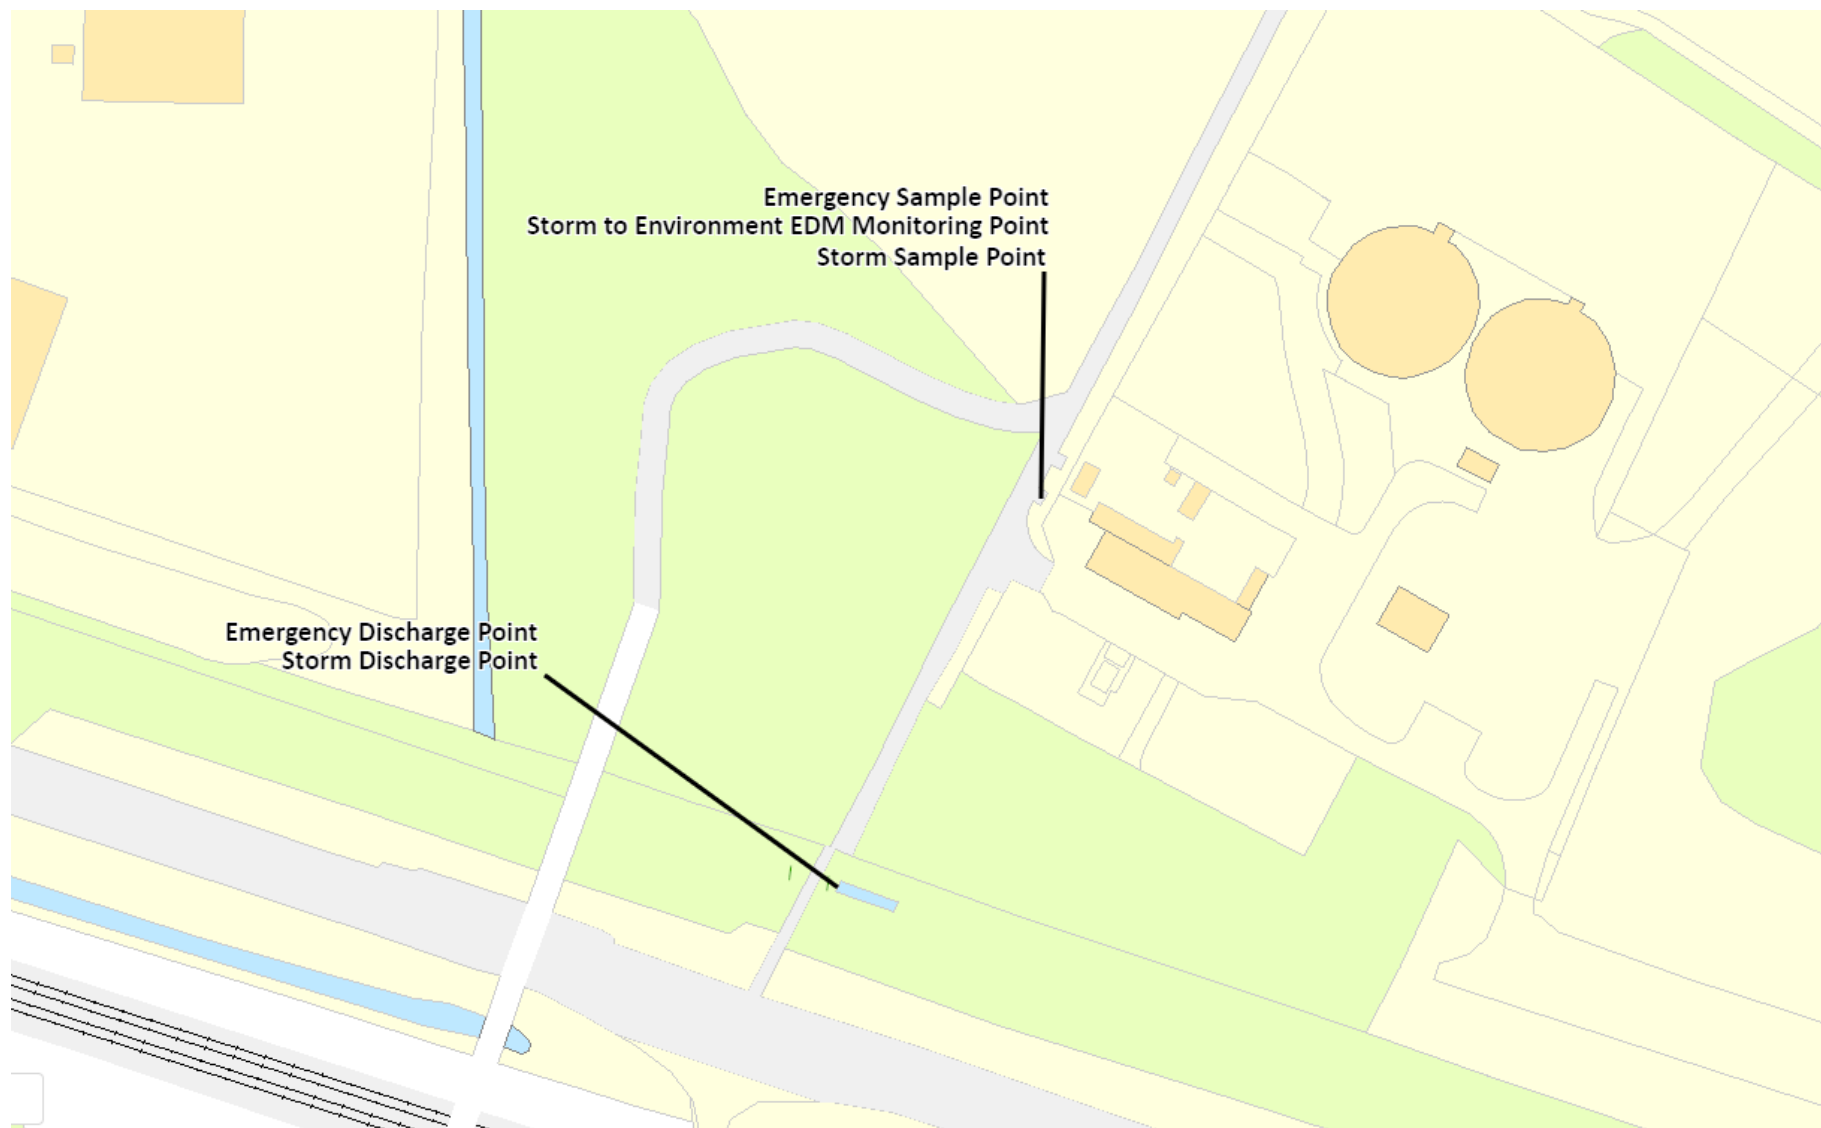 Emergency Sample Point
Storm to Environment EDM Monitoring Point
Storm Sample Point
Emergency Discharge Point
Storm Discharge Point